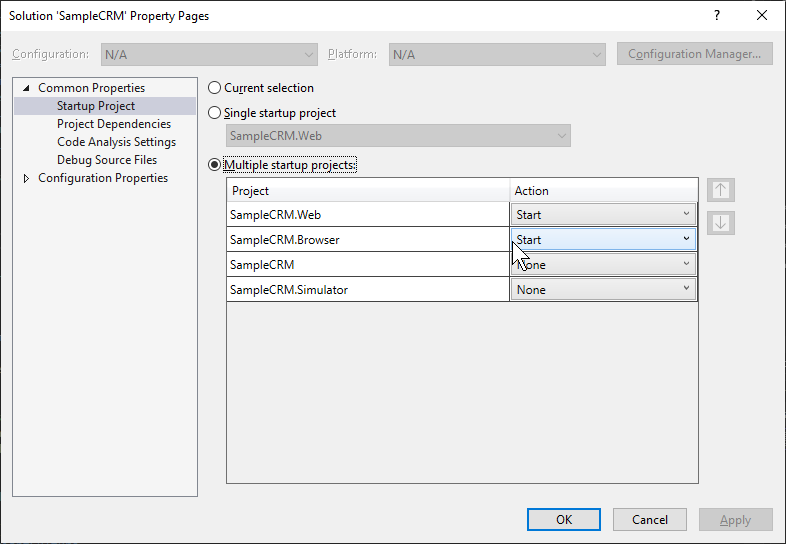 Solution 'SampleCRM' Property Pages
?
Configuration: N/A Platform: N/A Configuration Manager...
Common Properties
Startup Project
Project Dependencies
Code Analysis Settings
Debug Source Files
Configuration Properties
Current selection
Single startup project
SampleCRM.Web
Multiple startup projects:
Project Action
SampleCRM.Web Start
SampleCRM.Browser Start
SampleCRM None
SampleCRM.Simulator None
OK Cancel Apply